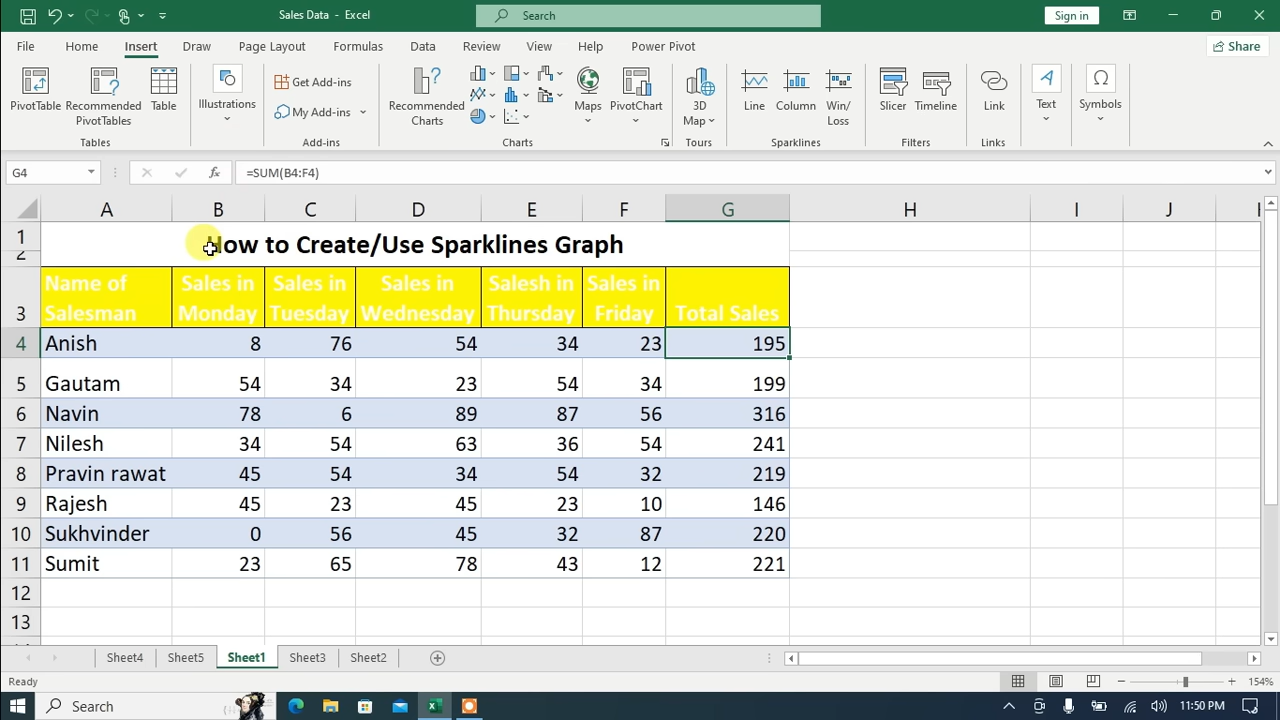 Sales Data - Excel
Search
Sign in
File Home Insert Draw Page Layout Formulas Data Review View Help Power Pivot
Share
PivotTable Recommended PivotTables Table
Illustrations
Get Add-ins
My Add-ins
Recommended Charts
Maps PivotChart
3D Map
Line Column Win/Loss
Slicer Timeline
Link
Text
Symbols
Tables Add-ins Charts Tours Sparklines Filters Links
G4 fx =SUM(B4:F4)
A B C D E F G H I J
1 How to Create/Use Sparklines Graph
2
3 Name of Salesman Sales in Monday Sales in Tuesday Sales in Wednesday Salesh in Thursday Sales in Friday Total Sales
4 Anish 8 76 54 34 23 195
5 Gautam 54 34 23 54 34 199
6 Navin 78 6 89 87 56 316
7 Nilesh 34 54 63 36 54 241
8 Pravin rawat 45 54 34 54 32 219
9 Rajesh 45 23 45 23 10 146
10 Sukhvinder 0 56 45 32 87 220
11 Sumit 23 65 78 43 12 221
12
13
Sheet4 Sheet5 Sheet1 Sheet3 Sheet2
Ready
154%
Search
11:50 PM